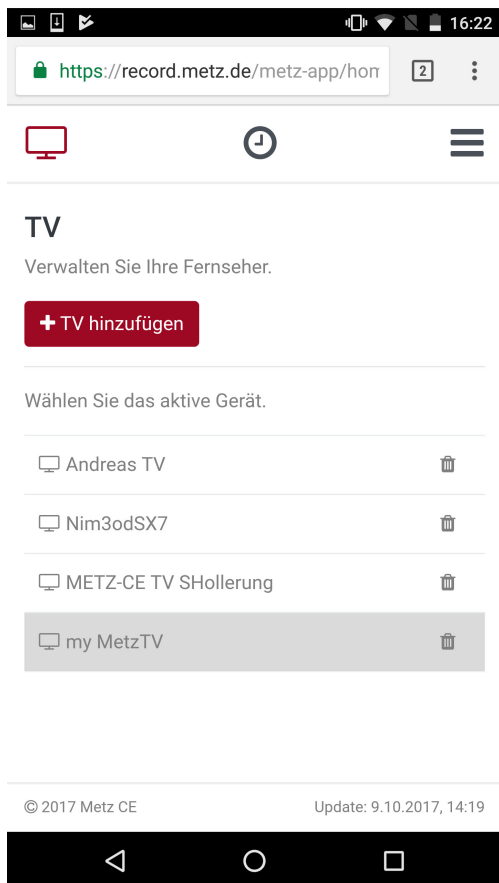 16:22
https://record.metz.de/metz-app/hom
2
TV
Verwalten Sie Ihre Fernseher.
TV hinzufügen
Wählen Sie das aktive Gerät.
Andreas TV
Nim3odSX7
METZ-CE TV SHollerung
my MetzTV
© 2017 Metz CE
Update: 9.10.2017, 14:19